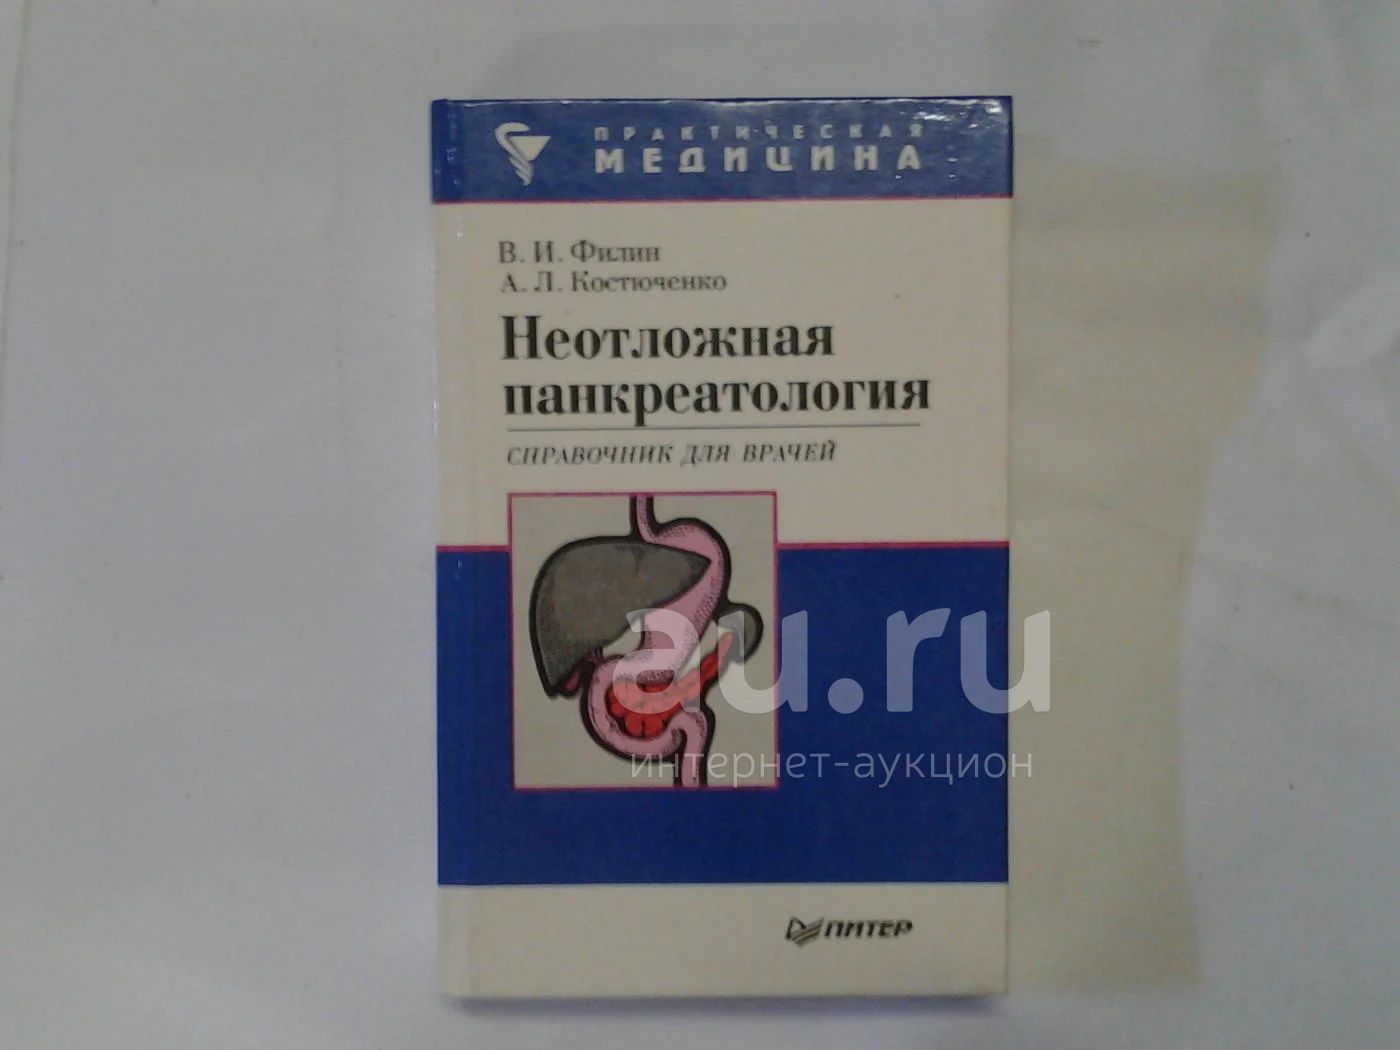 ПРАКТИЧЕСКАЯ
МЕДИЦИНА
В. И. Филин
А. Л. Костюченко
Неотложная
панкреатология
СПРАВОЧНИК ДЛЯ ВРАЧЕЙ
au.ru
интернет-аукцион
ПИТЕР